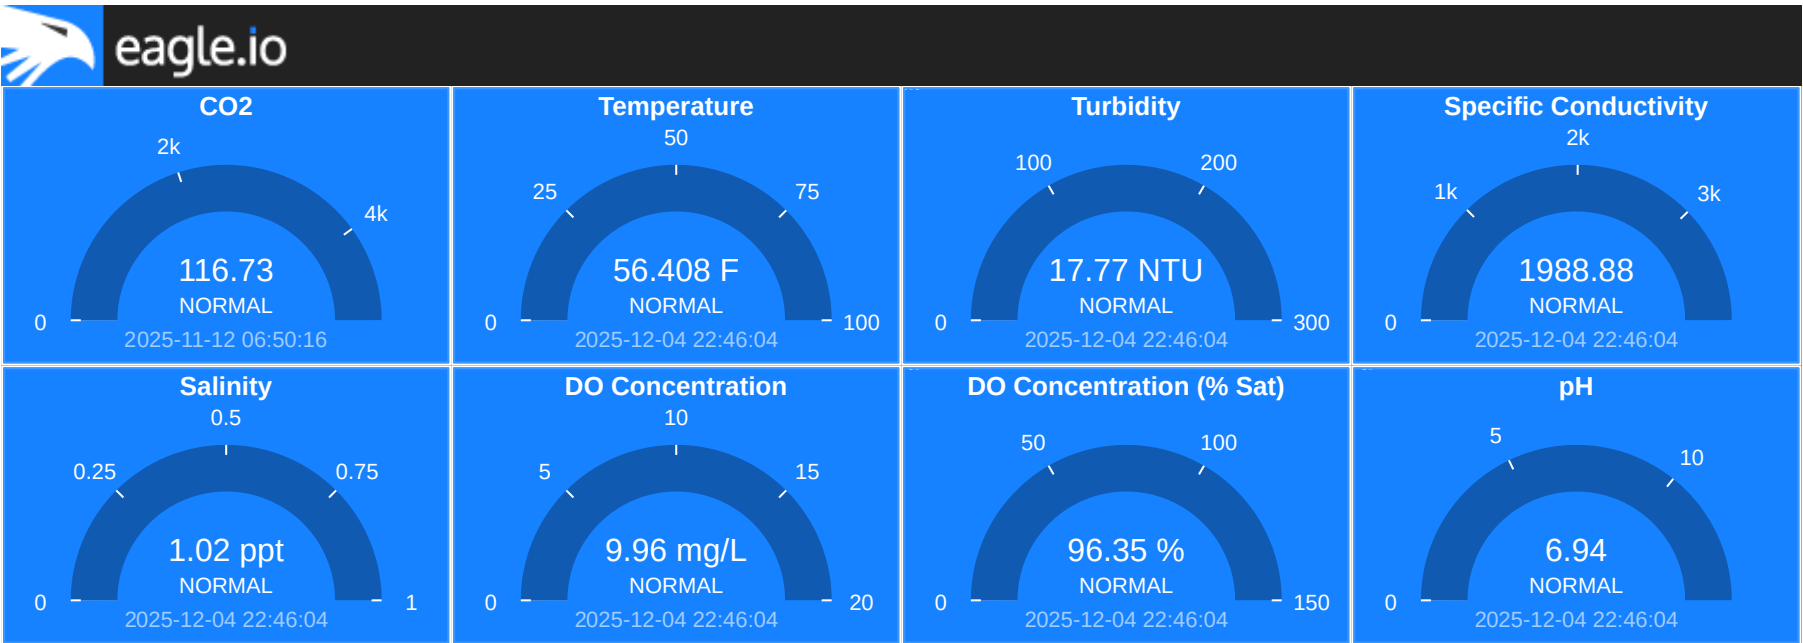 eagle.io
CO2
2k
4k
0
116.73
NORMAL
2025-11-12 06:50:16
Temperature
50
25
75
0
100
56.408 F
NORMAL
2025-12-04 22:46:04
Turbidity
100
200
0
300
17.77 NTU
NORMAL
2025-12-04 22:46:04
Specific Conductivity
2k
1k
3k
0
1988.88
NORMAL
2025-12-04 22:46:04
Salinity
0.5
0.25
0.75
0
1
1.02 ppt
NORMAL
2025-12-04 22:46:04
DO Concentration
10
5
15
0
20
9.96 mg/L
NORMAL
2025-12-04 22:46:04
DO Concentration (% Sat)
50
100
0
150
96.35 %
NORMAL
2025-12-04 22:46:04
pH
5
10
0
6.94
NORMAL
2025-12-04 22:46:04